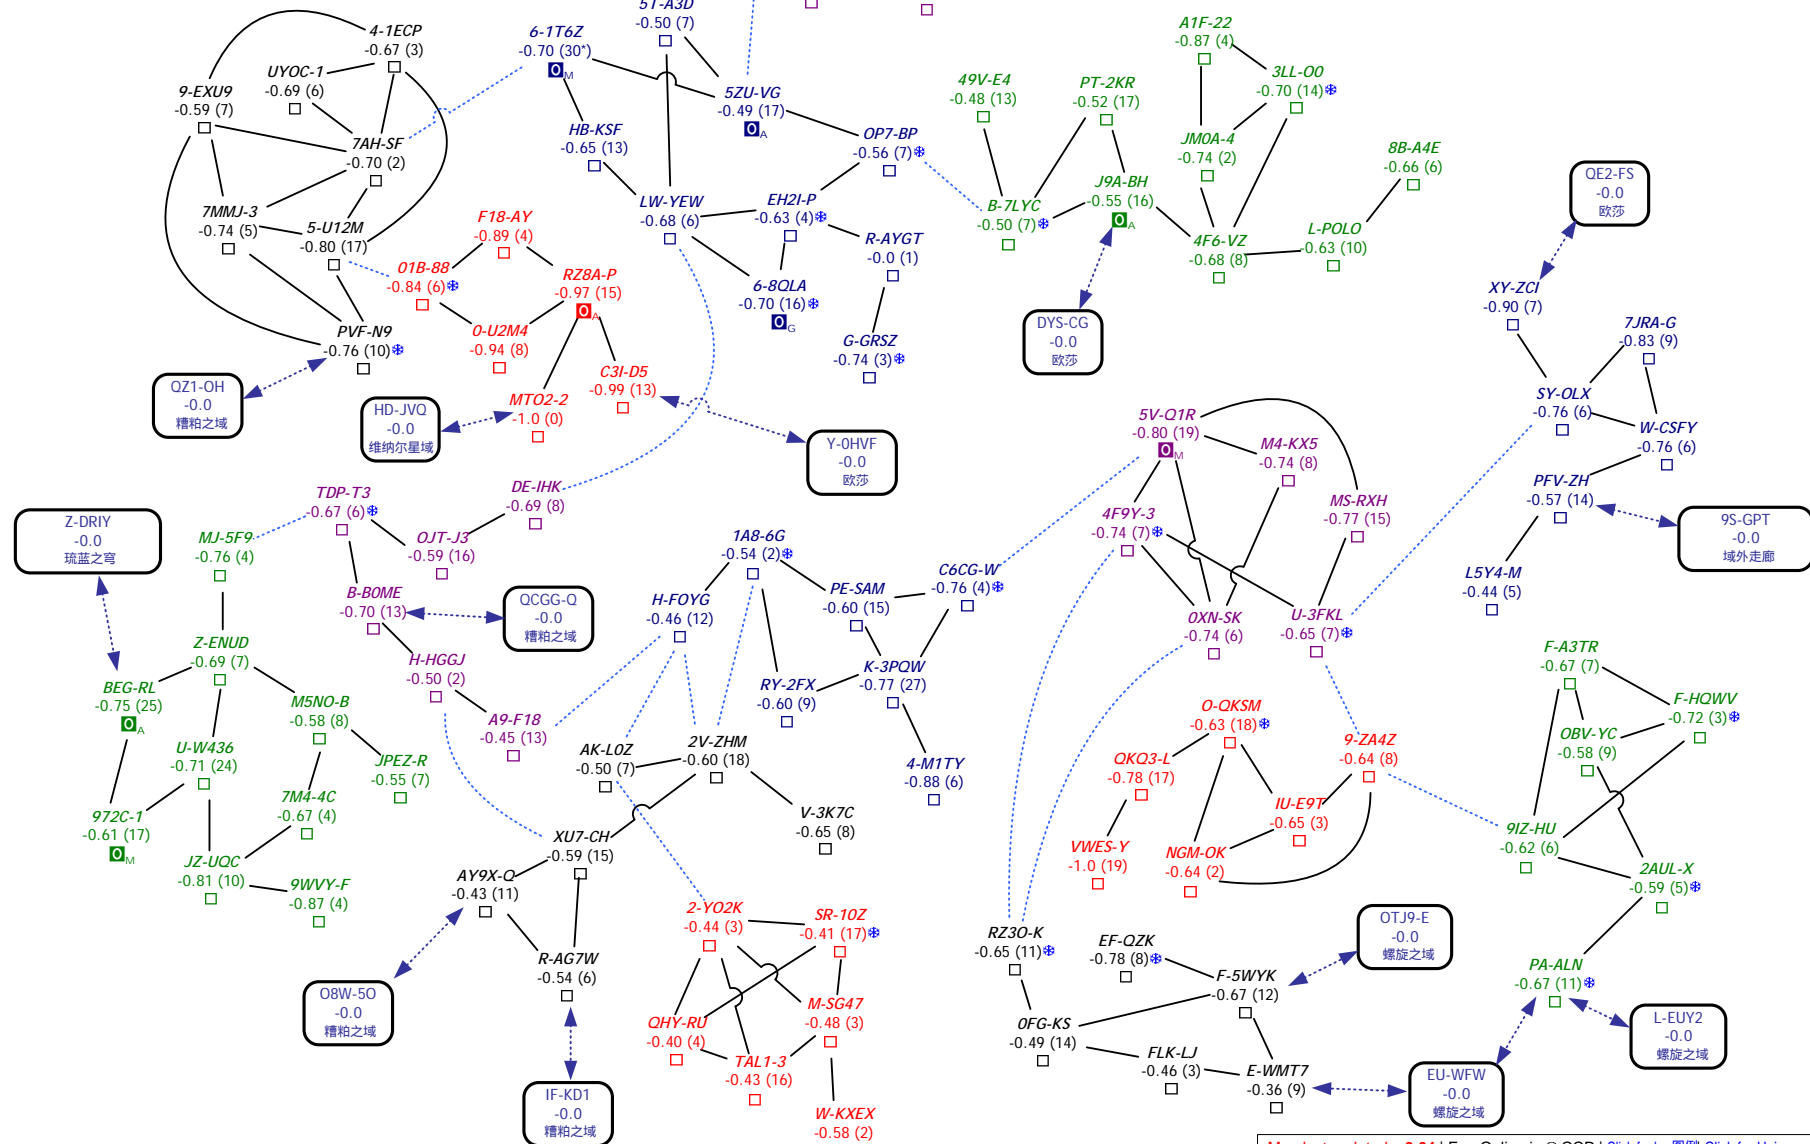 5T-A3D
-0.50 (7)
4-1ECP
-0.67 (3)
6-1T6Z
-0.70 (30*)
0 M
A1F-22
-0.87 (4)
UYOC-1
-0.69 (6)
9-EXU9
-0.59 (7)
5ZU-VG
-0.49 (17)
0 A
49V-E4
-0.48 (13)
PT-2KR
-0.52 (17)
3LL-O0
-0.70 (14)
7AH-SF
-0.70 (2)
HB-KSF
-0.65 (13)
OP7-BP
-0.56 (7)
JM0A-4
-0.74 (2)
8B-A4E
-0.66 (6)
QE2-FS
-0.0
欧莎
7MMJ-3
-0.74 (5)
5-U12M
-0.80 (17)
F18-AY
-0.89 (4)
LW-YEW
-0.68 (6)
EH2I-P
-0.63 (4)
B-7LYC
-0.50 (7)
J9A-BH
-0.55 (16)
0 A
R-AYGT
-0.0 (1)
4F6-VZ
-0.68 (8)
L-POLO
-0.63 (10)
01B-88
-0.84 (6)
RZ8A-P
-0.97 (15)
0 A
6-8QLA
-0.70 (16)
0 G
XY-ZCI
-0.90 (7)
PVF-N9
-0.76 (10)
0-U2M4
-0.94 (8)
G-GRSZ
-0.74 (3)
DYS-CG
-0.0
欧莎
7JRA-G
-0.83 (9)
QZ1-OH
-0.0
糟粕之域
HD-JVQ
-0.0
维纳尔星域
MTO2-2
-1.0 (0)
C3I-D5
-0.99 (13)
Y-0HVF
-0.0
欧莎
5V-Q1R
-0.80 (19)
0 M
M4-KX5
-0.74 (8)
SY-OLX
-0.76 (6)
W-CSFY
-0.76 (6)
TDP-T3
-0.67 (6)
DE-IHK
-0.69 (8)
PFV-ZH
-0.57 (14)
MS-RXH
-0.77 (15)
4F9Y-3
-0.74 (7)
9S-GPT
-0.0
域外走廊
Z-DRIY
-0.0
琉蓝之穹
MJ-5F9
-0.76 (4)
OJT-J3
-0.59 (16)
1A8-6G
-0.54 (2)
C6CG-W
-0.76 (4)
L5Y4-M
-0.44 (5)
B-B0ME
-0.70 (13)
QCGG-Q
-0.0
糟粕之域
H-FOYG
-0.46 (12)
PE-SAM
-0.60 (15)
0XN-SK
-0.74 (6)
U-3FKL
-0.65 (7)
Z-ENUD
-0.69 (7)
H-HGGJ
-0.50 (2)
K-3PQW
-0.77 (27)
F-A3TR
-0.67 (7)
BEG-RL
-0.75 (25)
0 A
M5NO-B
-0.58 (8)
RY-2FX
-0.60 (9)
F-HQWV
-0.72 (3)
A9-F18
-0.45 (13)
O-QKSM
-0.63 (18)
OBV-YC
-0.58 (9)
U-W436
-0.71 (24)
JPEZ-R
-0.55 (7)
AK-L0Z
-0.50 (7)
2V-ZHM
-0.60 (18)
4-M1TY
-0.88 (6)
QKQ3-L
-0.78 (17)
9-ZA4Z
-0.64 (8)
7M4-4C
-0.67 (4)
972C-1
-0.61 (17)
0 M
V-3K7C
-0.65 (8)
IU-E9T
-0.65 (3)
9IZ-HU
-0.62 (6)
XU7-CH
-0.59 (15)
VWES-Y
-1.0 (19)
NGM-OK
-0.64 (2)
JZ-UQC
-0.81 (10)
9WVY-F
-0.87 (4)
AY9X-Q
-0.43 (11)
2AUL-X
-0.59 (5)
2-YO2K
-0.44 (3)
SR-10Z
-0.41 (17)
RZ3O-K
-0.65 (11)
EF-QZK
-0.78 (8)
OTJ9-E
-0.0
螺旋之域
R-AG7W
-0.54 (6)
F-5WYK
-0.67 (12)
PA-ALN
-0.67 (11)
O8W-5O
-0.0
糟粕之域
M-SG47
-0.48 (3)
QHY-RU
-0.40 (4)
0FG-KS
-0.49 (14)
L-EUY2
-0.0
螺旋之域
TAL1-3
-0.43 (16)
FLK-LJ
-0.46 (3)
E-WMT7
-0.36 (9)
EU-WFW
-0.0
螺旋之域
IF-KD1
-0.0
糟粕之域
W-KXEX
-0.58 (2)